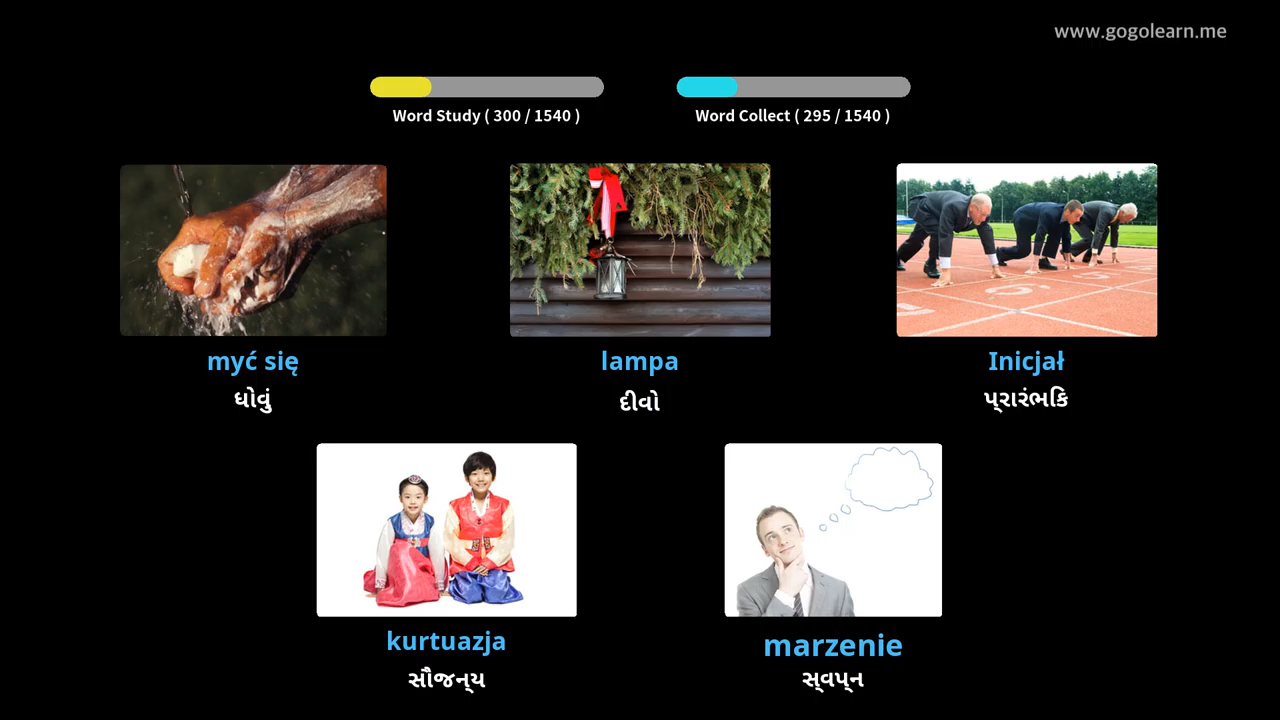 www.gogolearn.me
Word Study ( 300 / 1540 )
Word Collect ( 295 / 1540 )
myć się
ધોવું
lampa
દીવો
Inicjał
પ્રારંભકિ
kurtuazja
સૌજન્ય
marzenie
સ્વપ્ન